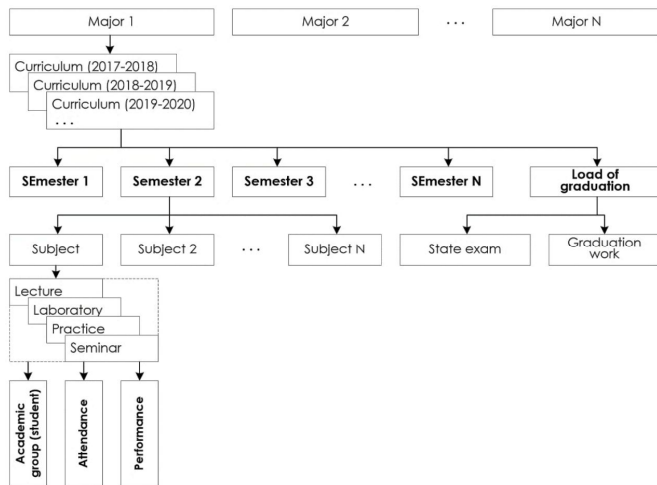 Major 1
Major 2
...
Major N
Curriculum (2017-2018)
Curriculum (2018-2019)
Curriculum (2019-2020)
...
SEmester 1
Semester 2
Semester 3
...
SEmester N
Load of
graduation
Subject
Subject 2
...
Subject N
State exam
Graduation
work
Lecture
Laboratory
Practice
Seminar
Academic
group (student)
Attendance
Performance